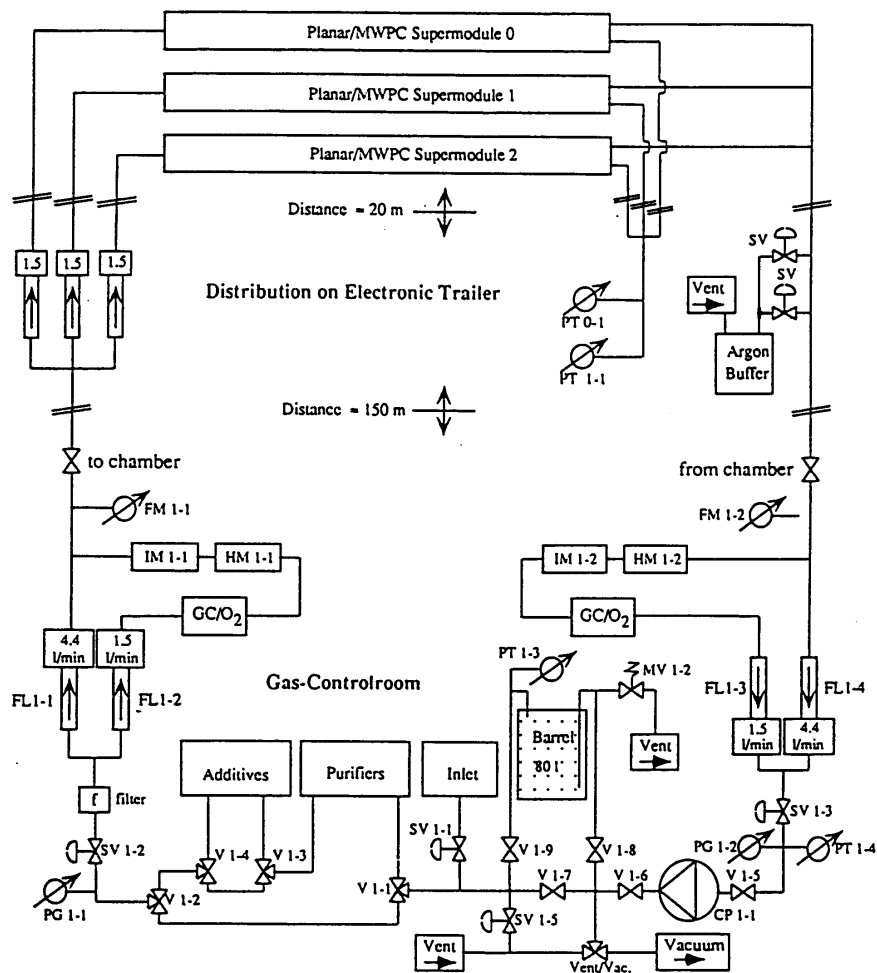 Planar/MWPC Supermodule 0
Planar/MWPC Supermodule 1
Planar/MWPC Supermodule 2
Distance = 20 m
1.5 1.5 1.5
Distribution on Electronic Trailer
SV
SV
Vent
PT 0-1
PT 1-1
Argon
Buffer
Distance = 150 m
to chamber
from chamber
FM 1-1
FM 1-2
IM 1-1 HM 1-1
IM 1-2 HM 1-2
GC/O2
GC/O2
4.4
l/min
1.5
l/min
PT 1-3
MV 1-2
FL1-1
FL1-2
Gas-Controlroom
FL1-3
FL1-4
1.5
l/min
4.4
l/min
Barrel
80 l
Vent
Additives
Purifiers
Inlet
f filter
SV 1-1
SV 1-3
SV 1-2
V 1-4
V 1-3
V 1-9
V 1-8
PG 1-2
PT 1-4
PG 1-1
V 1-2
V 1-1
V 1-7
V 1-6
V 1-5
CP 1-1
SV 1-5
Vent
Vent/Vac.
Vacuum